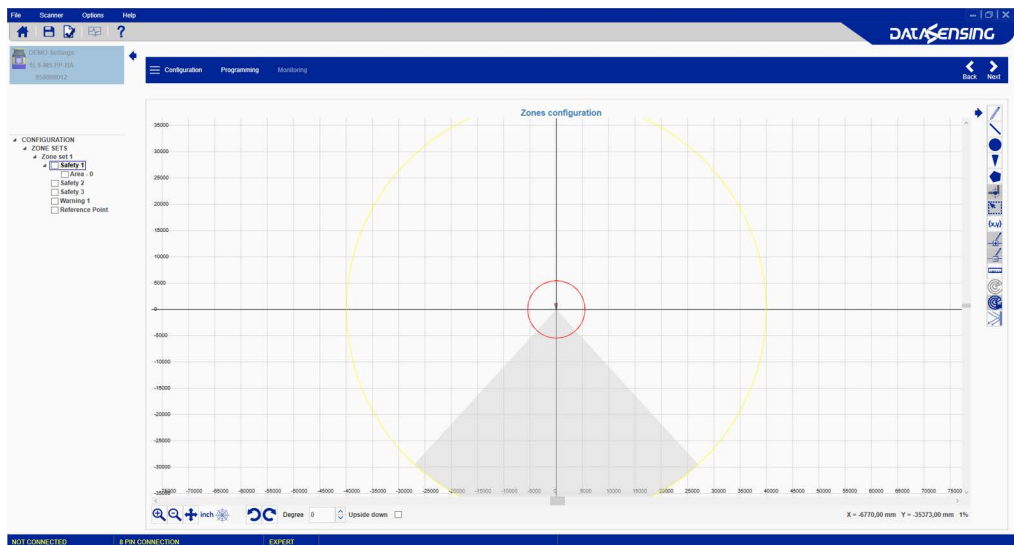 File Scanner Options Help
DATASENSING
DEMO Settings
Configuration Programming Monitoring
Back Next
CONFIGURATION
ZONE SETS
Zone set 1
Safety 1
Area - 0
Safety 2
Safety 3
Warning 1
Reference Point
Zones configuration
35000
30000
25000
20000
15000
10000
5000
0
-5000
-10000
-15000
-20000
-25000
-30000
-70000 -65000 -60000 -55000 -50000 -45000 -40000 -35000 -30000 -25000 -20000 -15000 -10000 -5000 0 5000 10000 15000 20000 25000 30000 35000 40000 45000 50000 55000 60000 65000 70000 75000
{x,y}
inch Degree 0 Upside down X = -6770,00 mm Y = -35373,00 mm 1%
NOT CONNECTED 8 PIN CONNECTION EXPERT